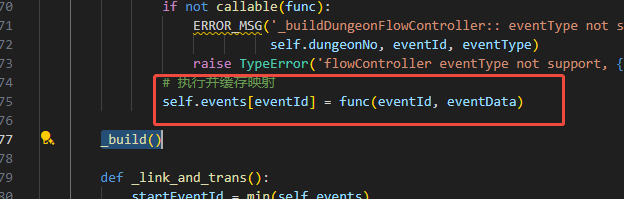 70 if not callable(func):
71 ERROR_MSG('_buildDungeonFlowController:: eventType not s
72 self.dungeonNo, eventId, eventType)
73 raise TypeError('flowController eventType not support, {
74 # 执行并缓存映射
75 self.events[eventId] = func(eventId, eventData)
76
77 _build()
78
79 def _link_and_trans():
80 startEventId = min(self.events)